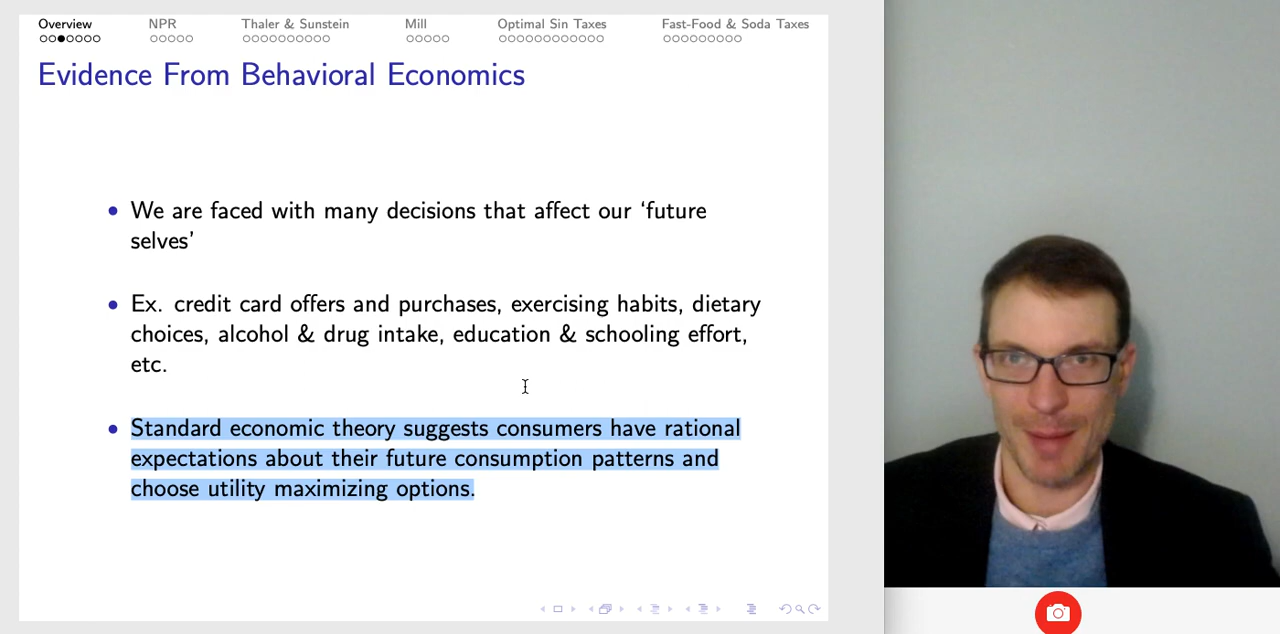 Overview NPR Thaler & Sunstein Mill Optimal Sin Taxes Fast-Food & Soda Taxes
Evidence From Behavioral Economics
• We are faced with many decisions that affect our ‘future
selves’
• Ex. credit card offers and purchases, exercising habits, dietary
choices, alcohol & drug intake, education & schooling effort,
etc.
• Standard economic theory suggests consumers have rational
expectations about their future consumption patterns and
choose utility maximizing options.